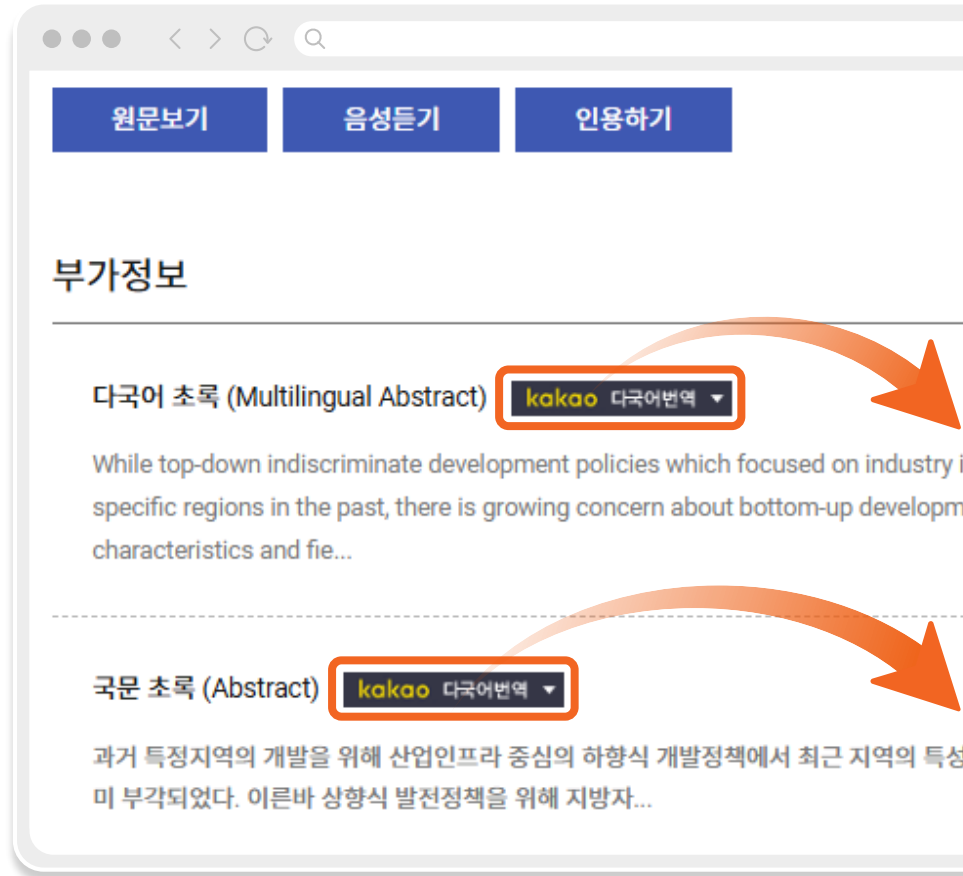 원문보기 음성듣기 인용하기
부가정보
다국어 초록 (Multilingual Abstract) kakao 다국어번역
While top-down indiscriminate development policies which focused on industry i
specific regions in the past, there is growing concern about bottom-up developm
characteristics and fie...
국문 초록 (Abstract) kakao 다국어번역
과거 특정지역의 개발을 위해 산업인프라 중심의 하향식 개발정책에서 최근 지역의 특성
미 부각되었다. 이른바 상향식 발전정책을 위해 지방자...